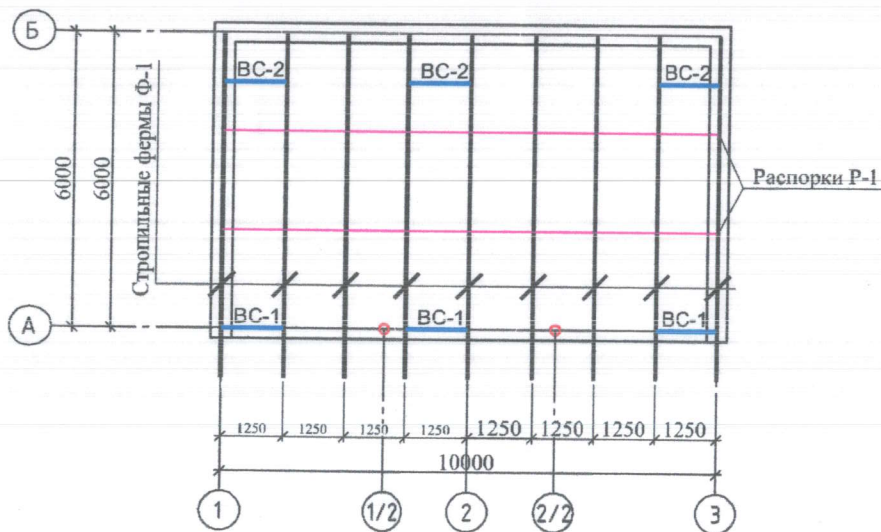 Б
ВС-2 ВС-2 ВС-2
6000
6000
Стропильные фермы Ф-1
Распорки Р-1
А
ВС-1 ВС-1 ВС-1
1250 1250 1250 1250 1250 1250 1250 1250
10000
1 1/2 2 2/2 3